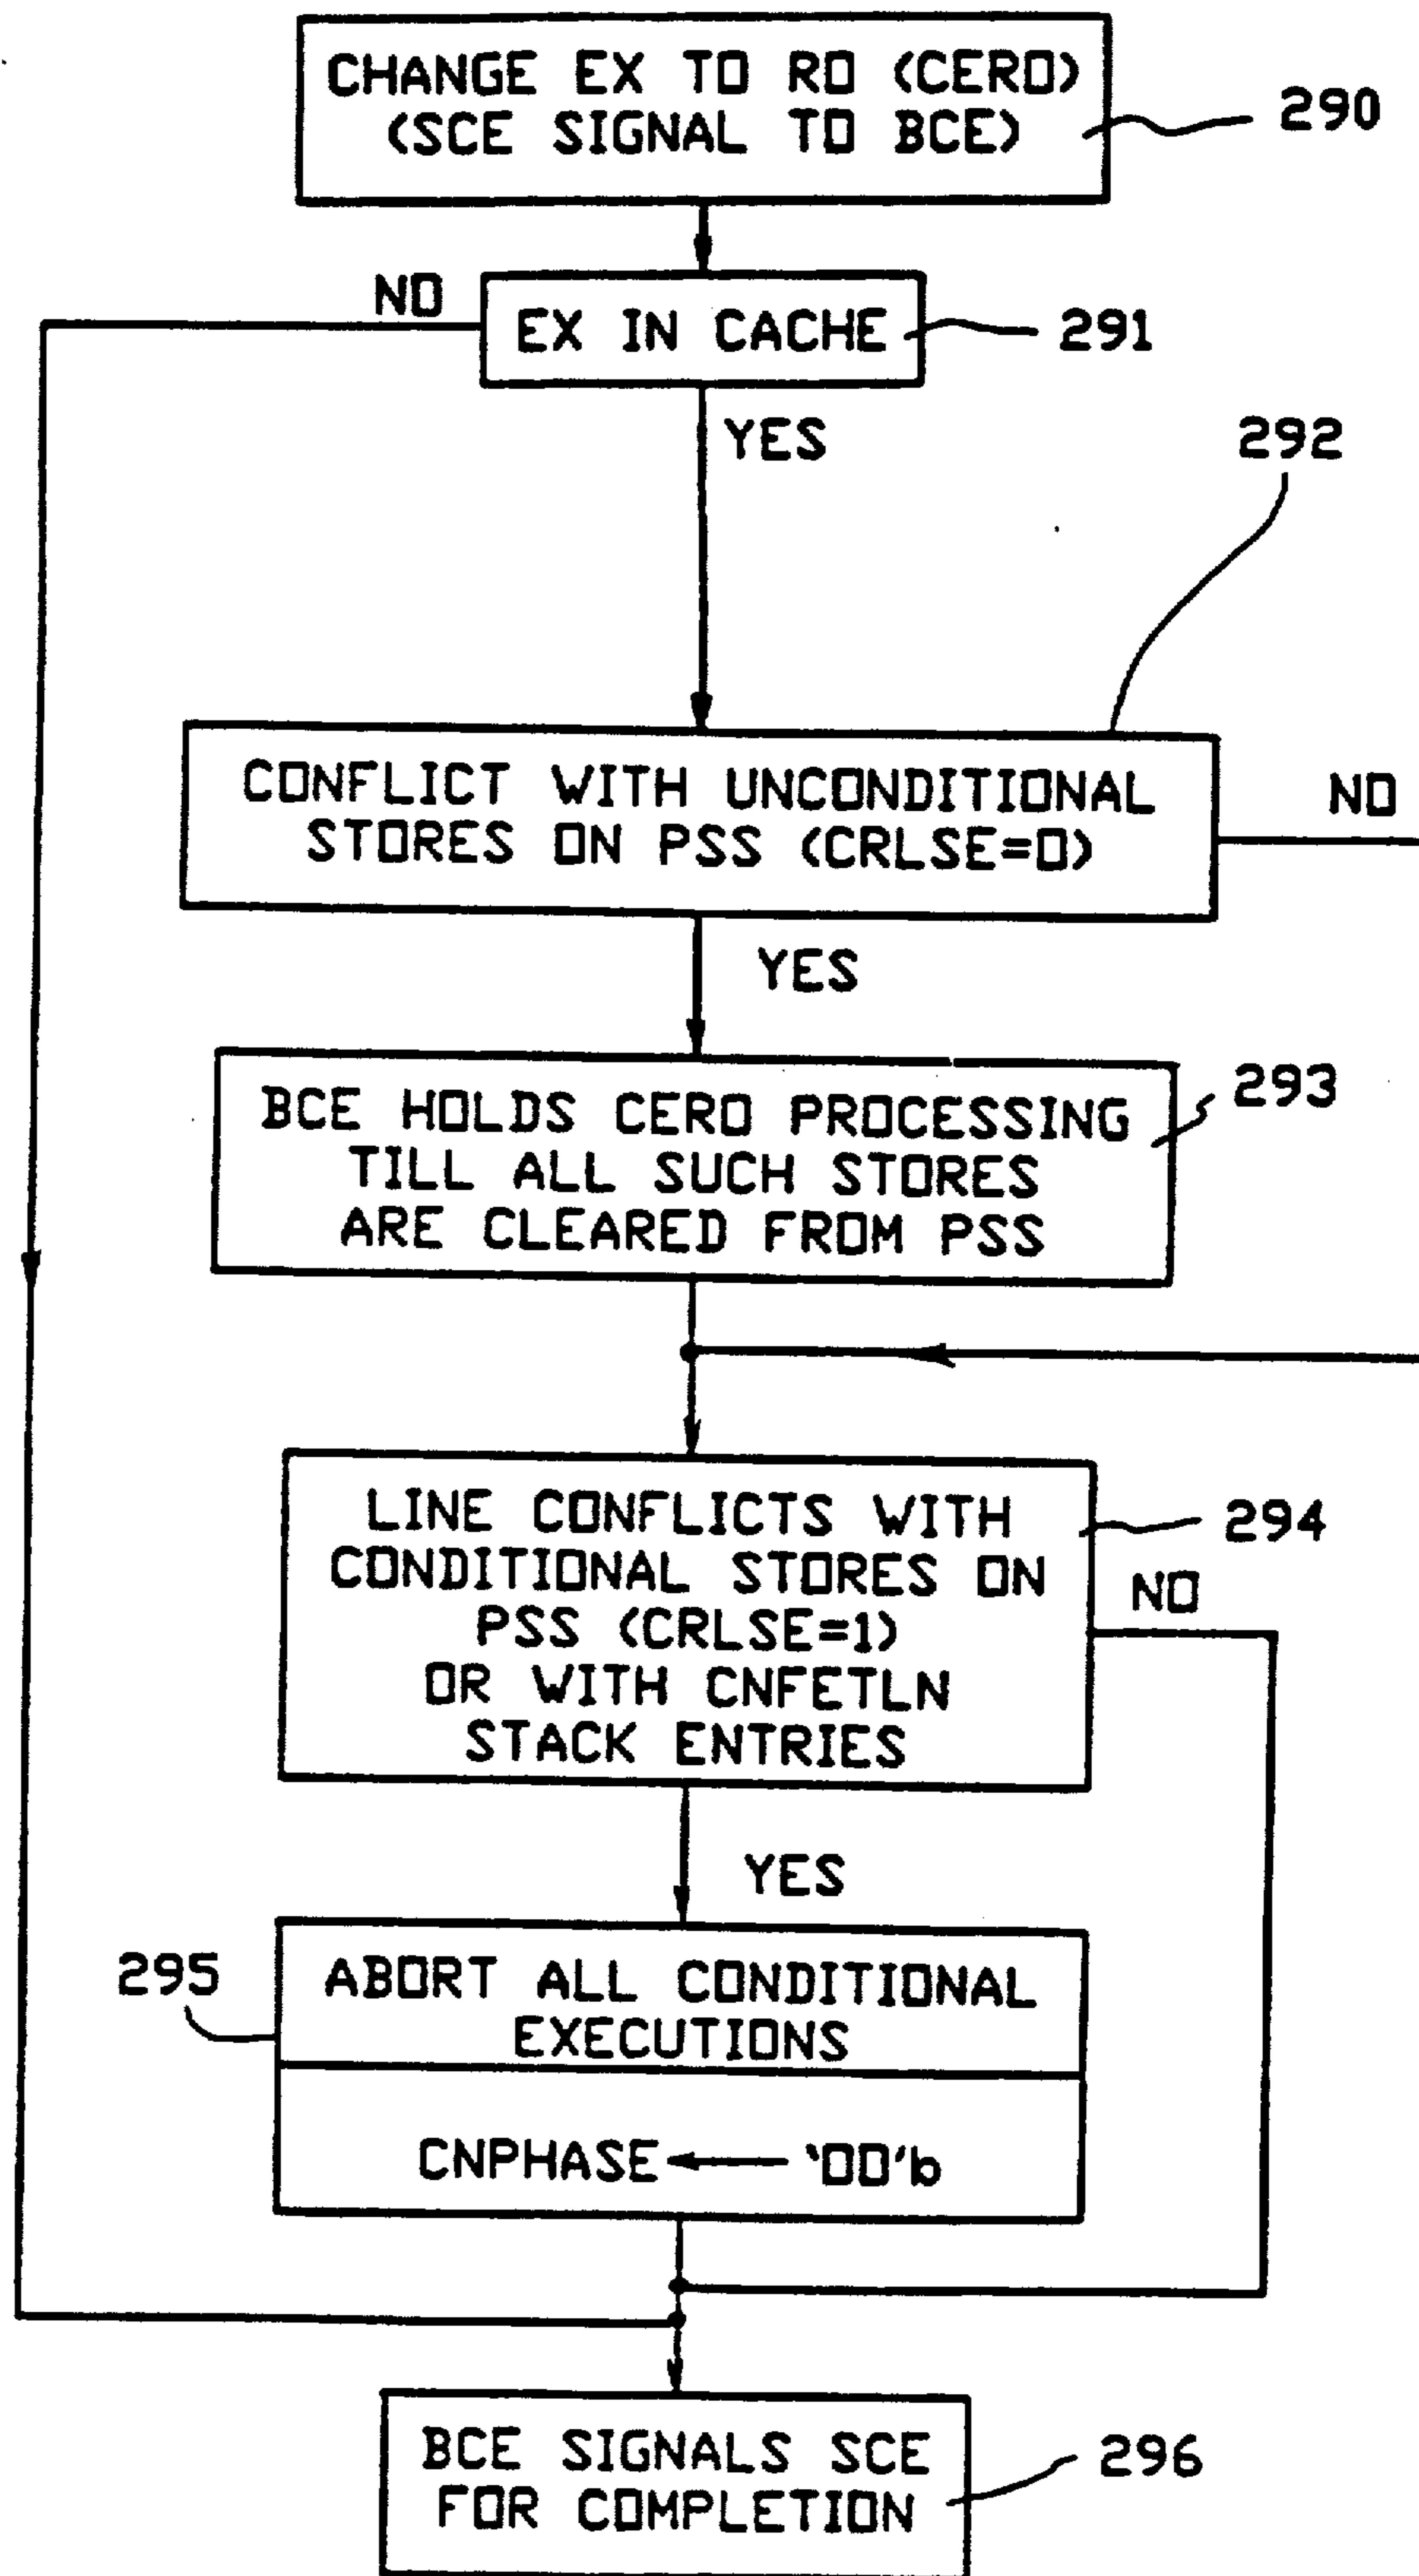 CHANGE EX TO RO (CERO)
(SCE SIGNAL TO BCE)
290
NO
EX IN CACHE
291
YES
292
CONFLICT WITH UNCONDITIONAL
STORES ON PSS (CRLSE=0)
NO
YES
BCE HOLDS CERO PROCESSING
TILL ALL SUCH STORES
ARE CLEARED FROM PSS
293
LINE CONFLICTS WITH
CONDITIONAL STORES ON
PSS (CRLSE=1)
OR WITH CNFETLN
STACK ENTRIES
294
NO
YES
295
ABORT ALL CONDITIONAL
EXECUTIONS
CNPHASE ← '00'b
BCE SIGNALS SCE
FOR COMPLETION
296